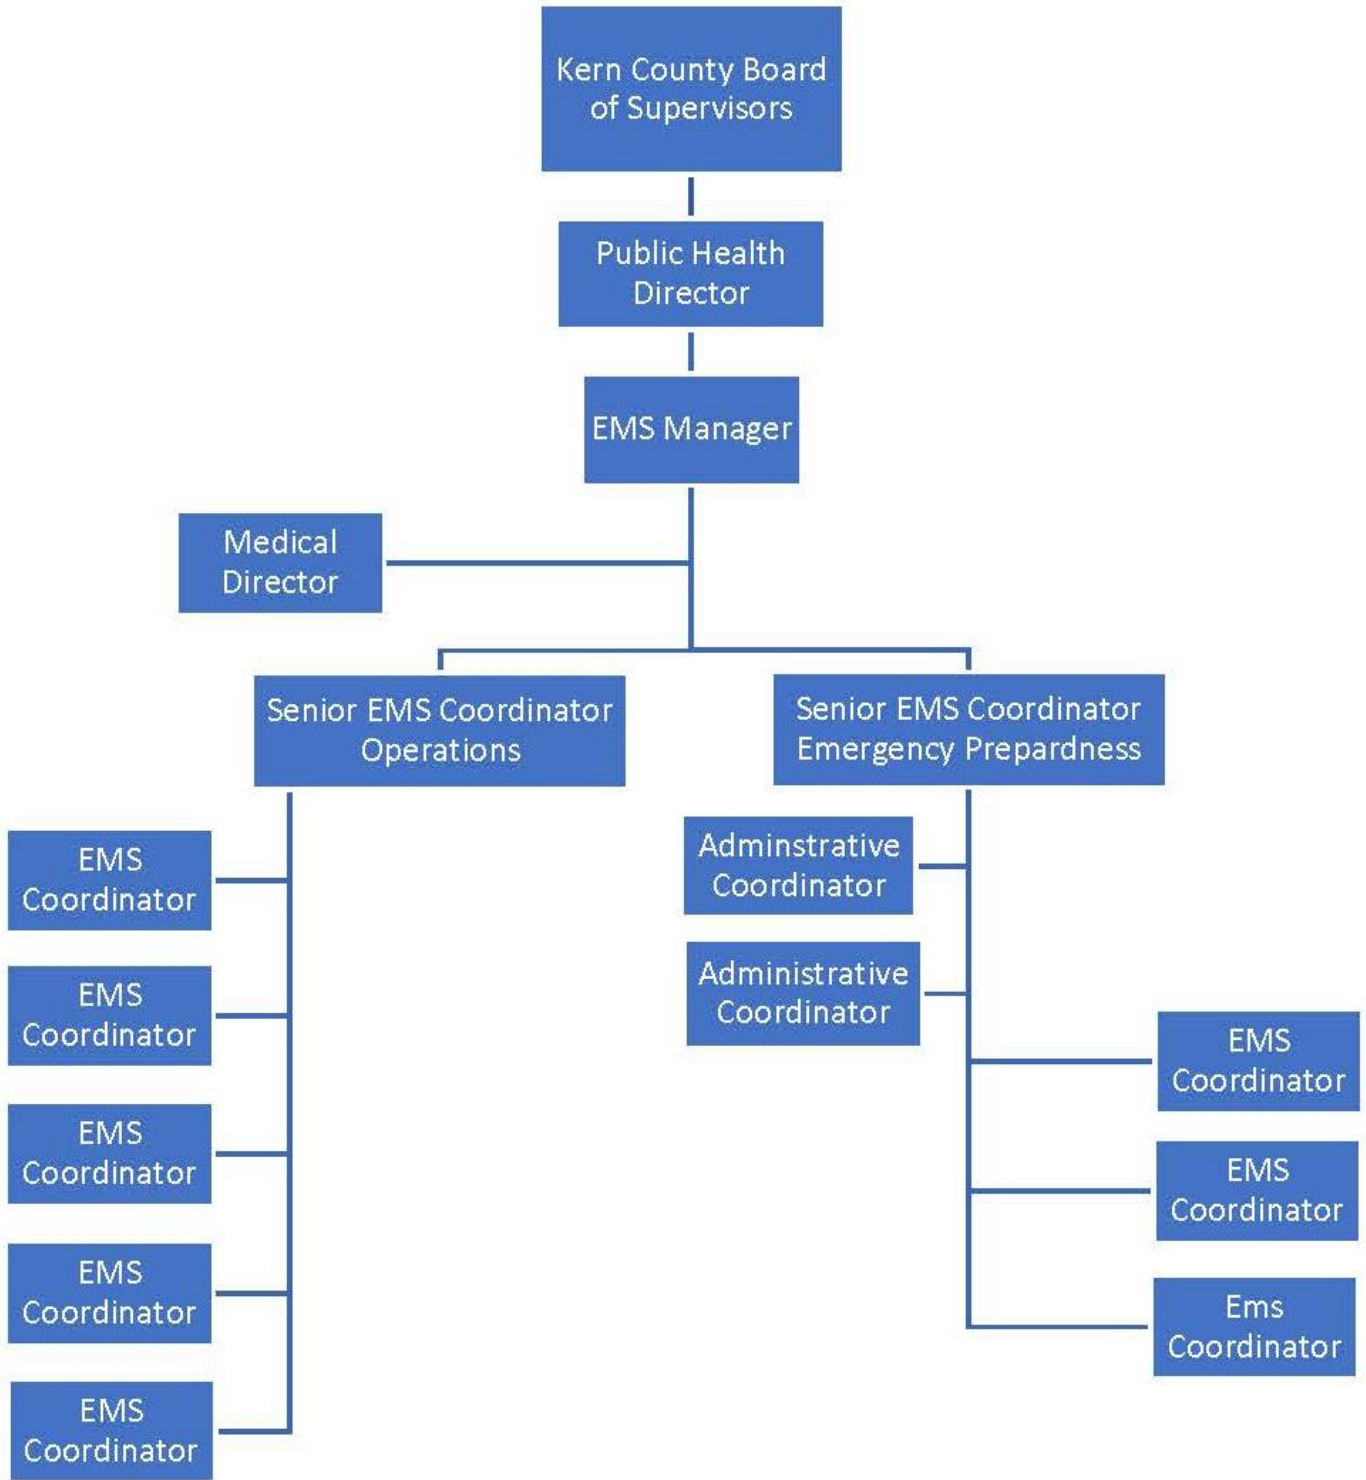 Kern County Board
of Supervisors
Public Health
Director
EMS Manager
Medical
Director
Senior EMS Coordinator
Operations
Senior EMS Coordinator
Emergency Prepardness
EMS
Coordinator
EMS
Coordinator
EMS
Coordinator
EMS
Coordinator
EMS
Coordinator
Adminstrative
Coordinator
Administrative
Coordinator
EMS
Coordinator
EMS
Coordinator
Ems
Coordinator